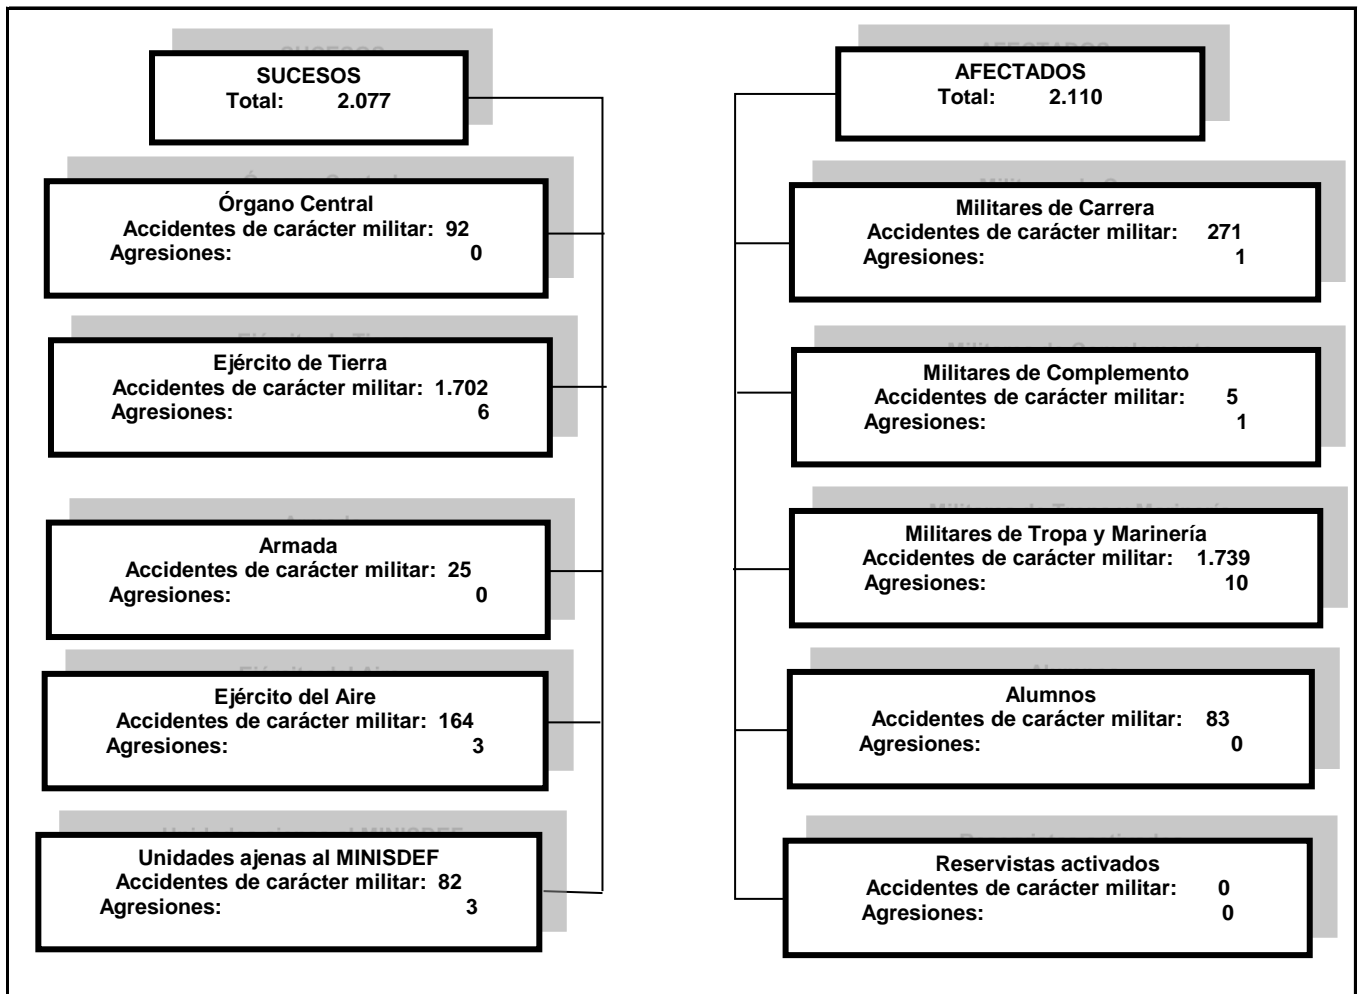 SUCESOS
Total: 2.077
Órgano Central
Accidentes de carácter militar: 92
Agresiones: 0
Ejército de Tierra
Accidentes de carácter militar: 1.702
Agresiones: 6
Armada
Accidentes de carácter militar: 25
Agresiones: 0
Ejército del Aire
Accidentes de carácter militar: 164
Agresiones: 3
Unidades ajenas al MINISDEF
Accidentes de carácter militar: 82
Agresiones: 3
AFECTADOS
Total: 2.110
Militares de Carrera
Accidentes de carácter militar: 271
Agresiones: 1
Militares de Complemento
Accidentes de carácter militar: 5
Agresiones: 1
Militares de Tropa y Marinería
Accidentes de carácter militar: 1.739
Agresiones: 10
Alumnos
Accidentes de carácter militar: 83
Agresiones: 0
Reservistas activados
Accidentes de carácter militar: 0
Agresiones: 0